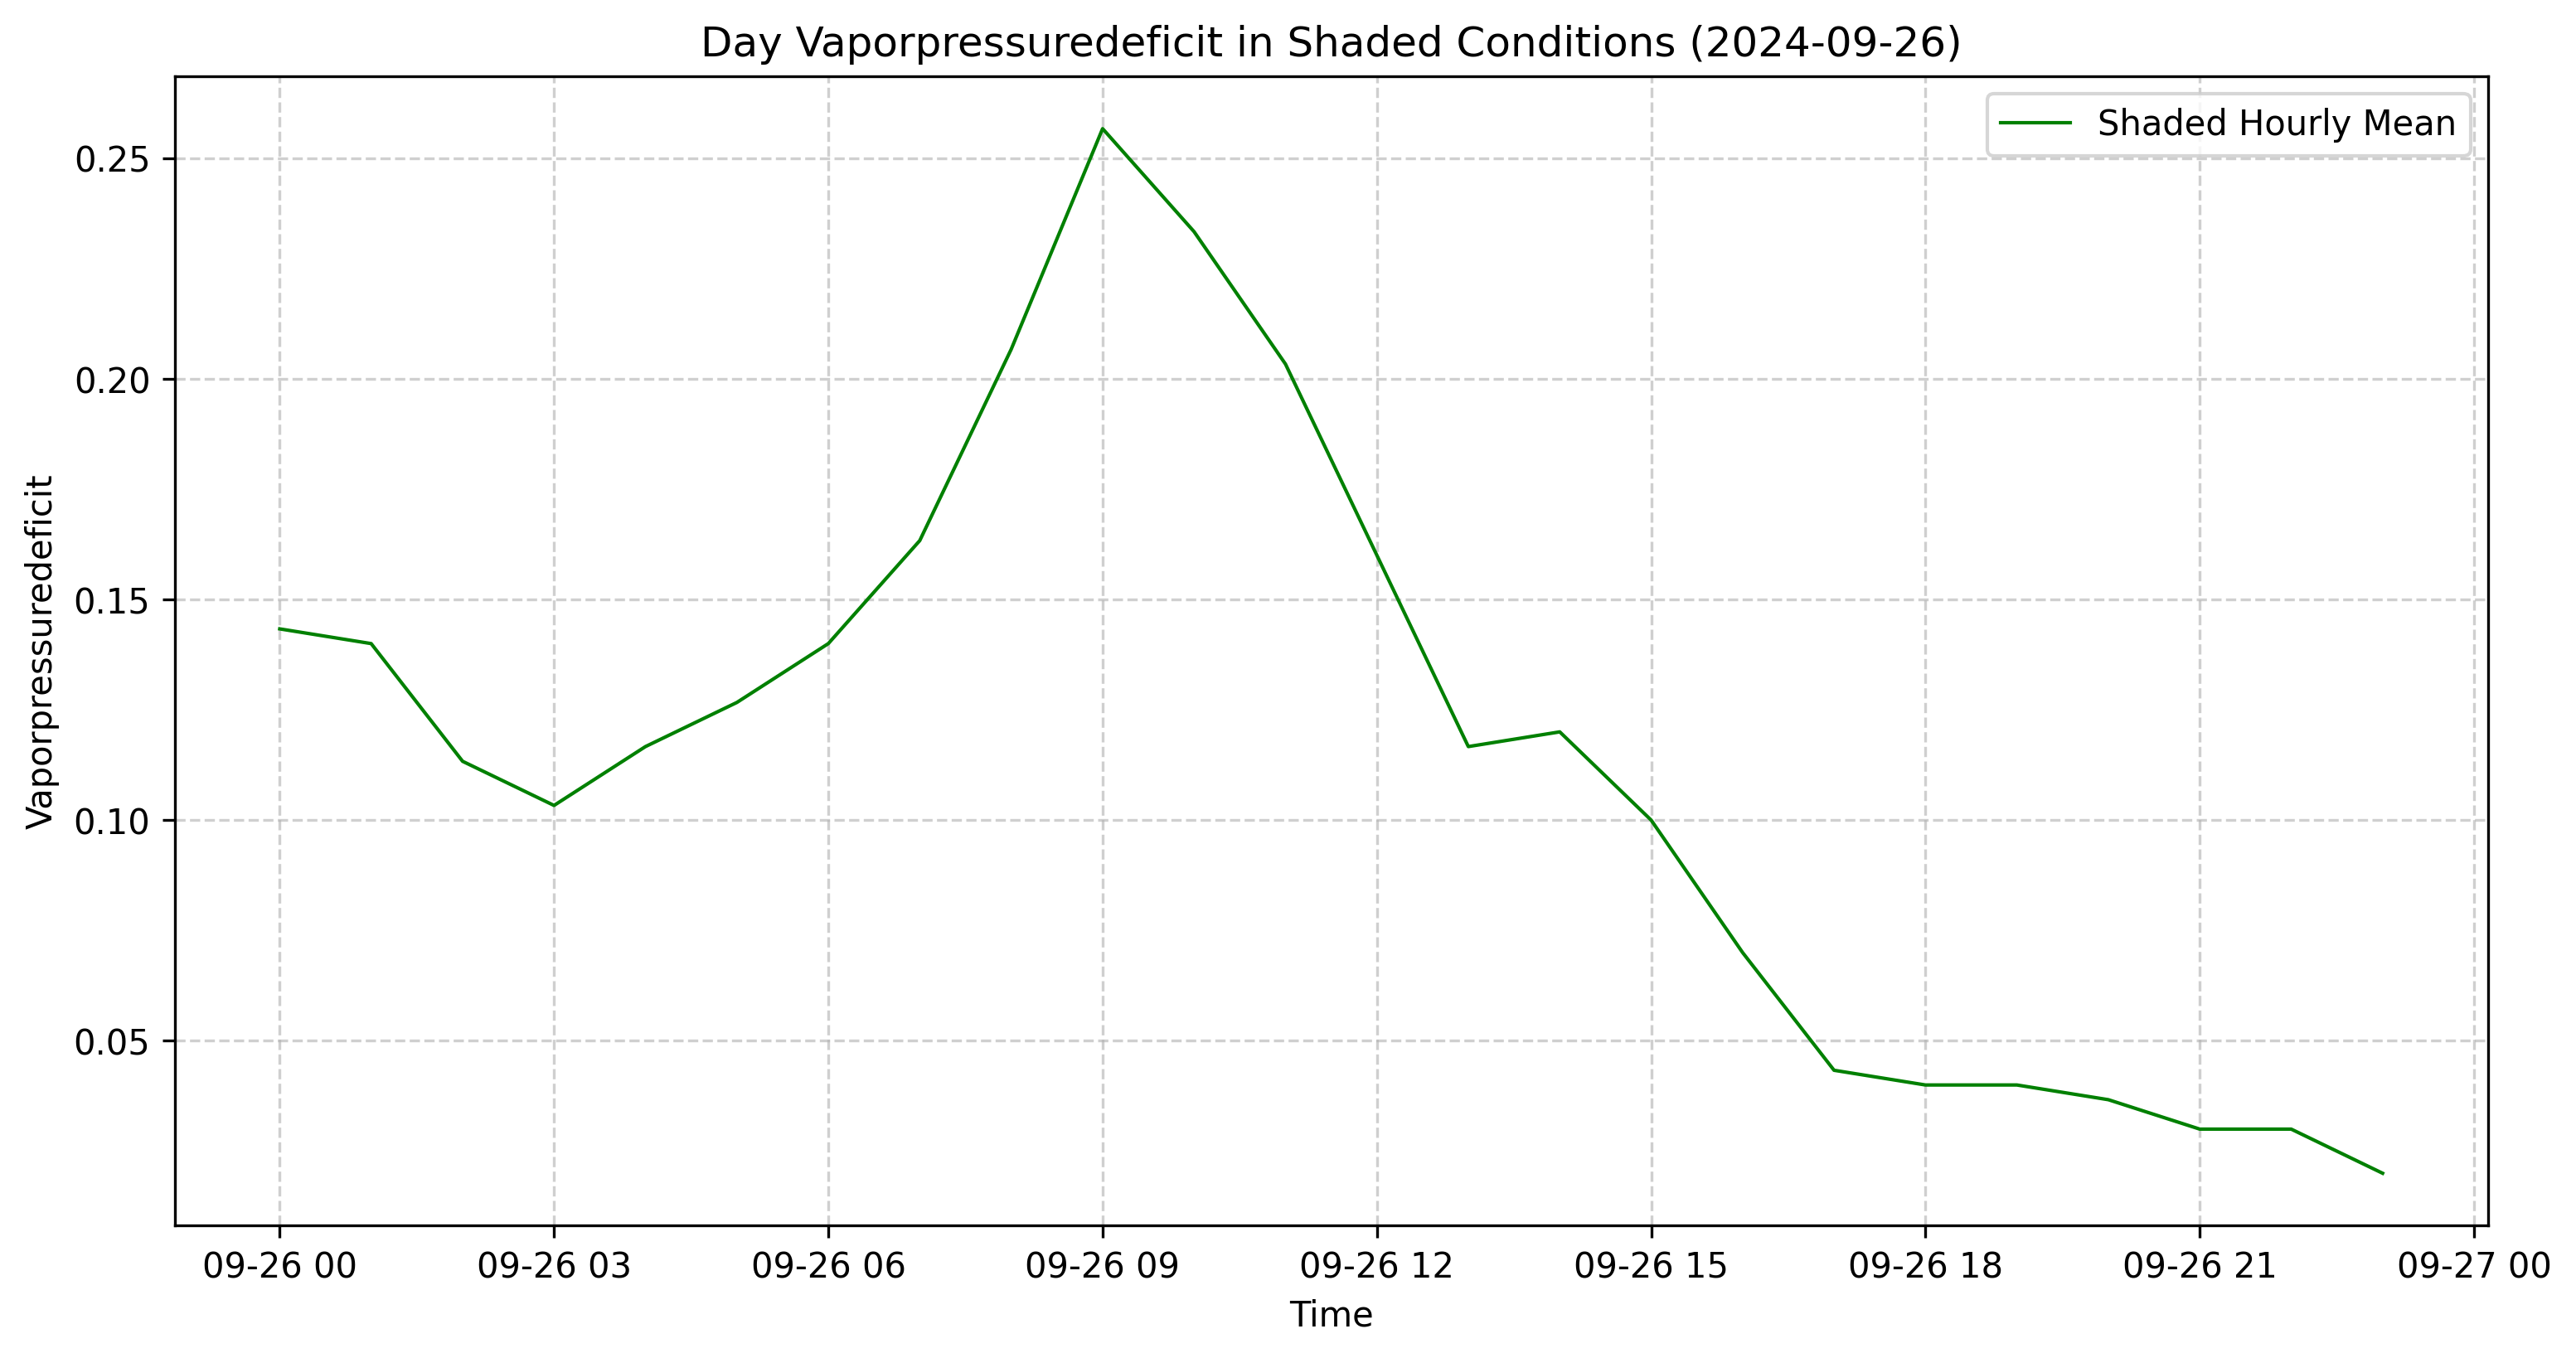 Day Vaporpressuredeficit in Shaded Conditions (2024-09-26)
Shaded Hourly Mean
Vaporpressuredeficit
0.25
0.20
0.15
0.10
0.05
09-26 00 09-26 03 09-26 06 09-26 09 09-26 12 09-26 15 09-26 18 09-26 21 09-27 00
Time